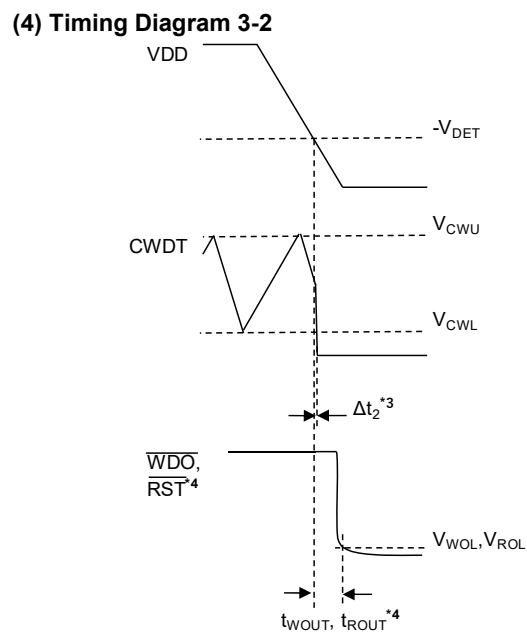 (4) Timing Diagram 3-2
VDD
-VDET
VCWU
CWDT
VCWL
Δt2*3
WDO,
RST*4
VWOL,VROL
tWOUT, tROUT*4